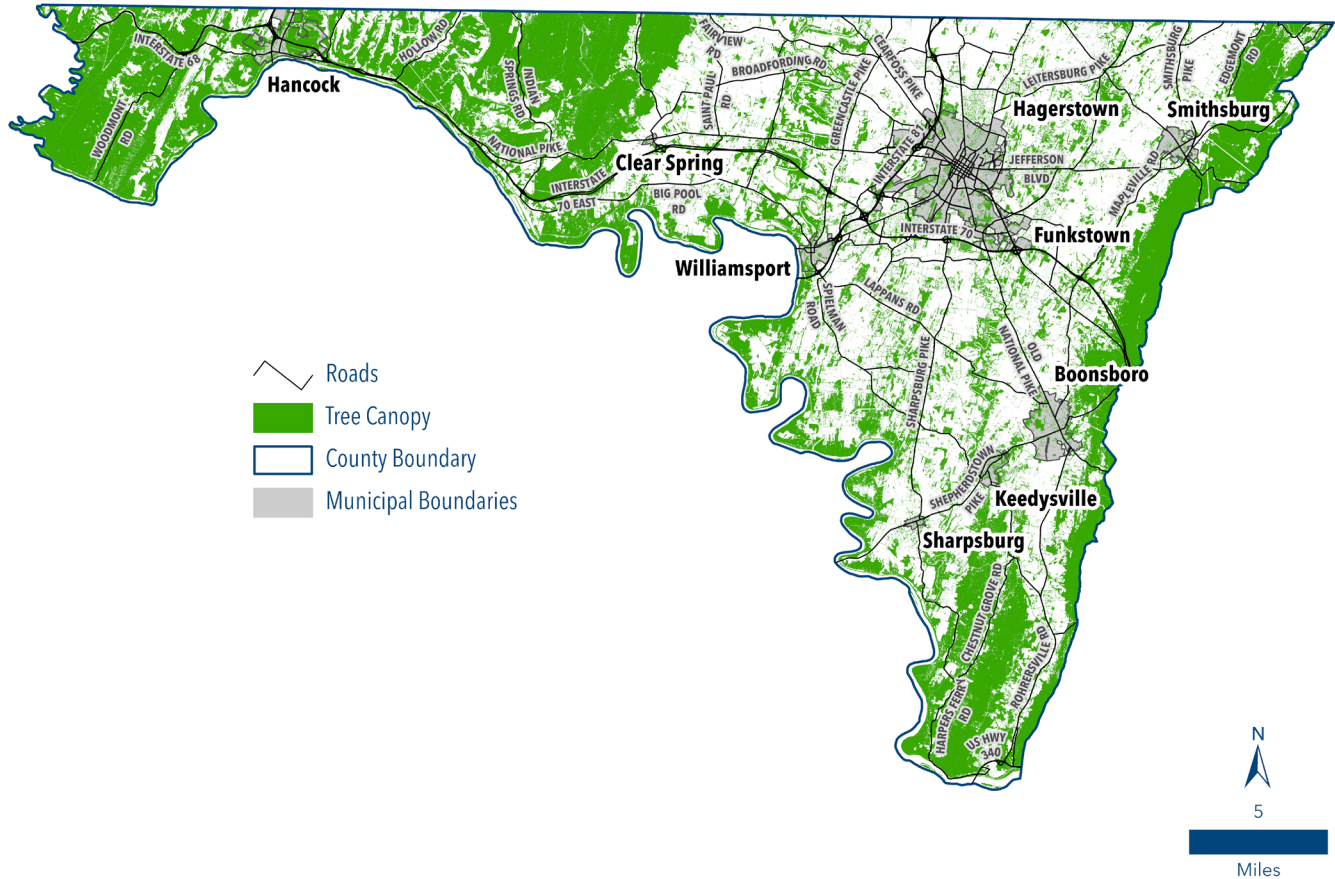 INTERSTATE 68
HOLLOW RD
Hancock
WOODMONT
RD
INDIAN
SPRINGS RD
NATIONAL PIKE
INTERSTATE
70 EAST
FAIRVIEW
RD
BROADFORDING RD
SAINT PAUL
RD
GREENCASTLE PIKE
CEARFOSS PIKE
Clear Spring
BIG POOL
RD
INTERSTATE 81
LEITERSBURG PIKE
SMITHSBURG
PIKE
EDGEMONT
RD
Hagerstown
Smithsburg
JEFFERSON
BLVD
MAPLEVILLE RD
INTERSTATE 70
Funkstown
Williamsport
SPIELMAN
ROAD
LAPPANS RD
SHARPSBURG PIKE
OLD
NATIONAL PIKE
Boonsboro
SHEPHERDSTOWN
PIKE
Keedysville
Sharpsburg
CHESTNUT GROVE RD
HARPERS FERRY
RD
ROHRERSVILLE RD
US HWY
340
Roads
Tree Canopy
County Boundary
Municipal Boundaries
N
5
Miles